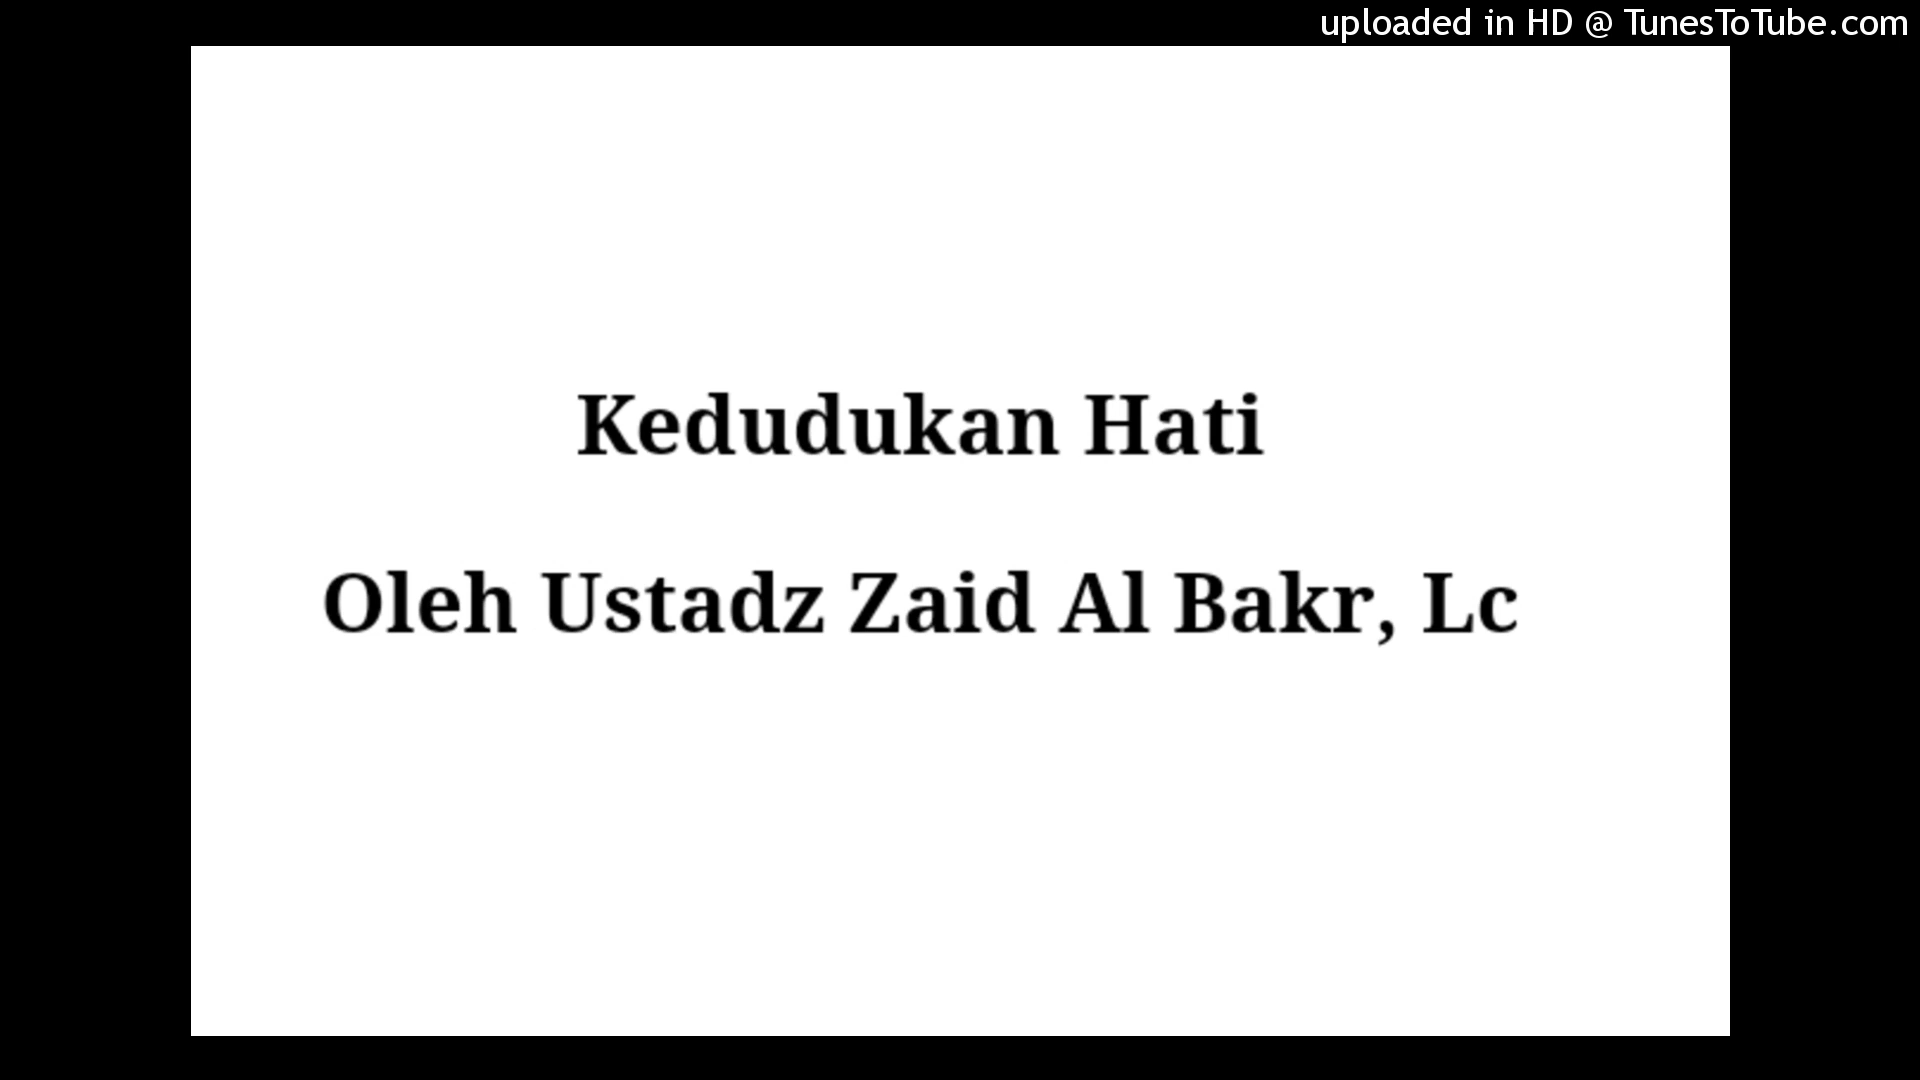 uploaded in HD @ TunesToTube.com
Kedudukan Hati
Oleh Ustadz Zaid Al Bakr, Lc